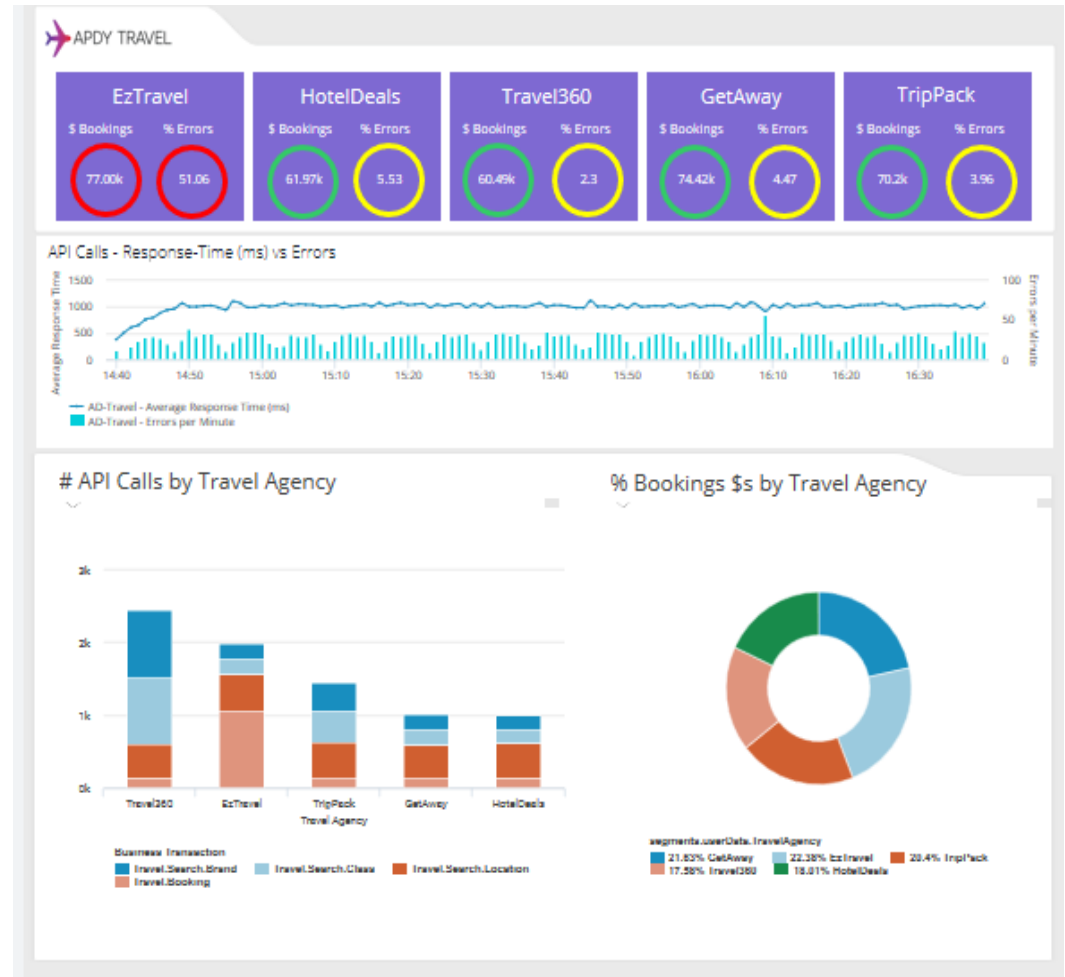 APDY TRAVEL
EzTravel HotelDeals Travel360 GetAway TripPack
$ Bookings % Errors $ Bookings % Errors $ Bookings % Errors $ Bookings % Errors $ Bookings % Errors
77.00k 51.06 61.97k 5.53 60.49k 2.3 74.42k 4.47 70.2k 3.96
API Calls - Response-Time (ms) vs Errors
Average Response Time
1500
1000
500
0
100
50
0
Errors per Minute
14:40 14:50 15:00 15:10 15:20 15:30 15:40 15:50 16:00 16:10 16:20 16:30
AD-Travel - Average Response Time (ms)
AD-Travel - Errors per Minute
# API Calls by Travel Agency
3k
2k
1k
0k
Travel360 EzTravel TripPack GetAway HotelDeals
Travel Agency
Business Transaction
Travel.Search.Brand Travel.Search.Class Travel.Search.Location
Travel.Booking
% Bookings $s by Travel Agency
segments.userData.TravelAgency
21.63% GetAway 22.38% EzTravel 20.4% TripPack
17.58% Travel360 18.01% HotelDeals